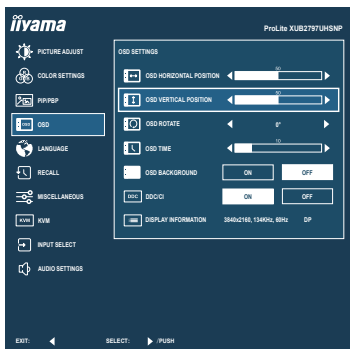 iiyama
ProLite XUB2797UHSNP
PICTURE ADJUST
COLOR SETTINGS
PIP/PBP
OSD OSD
LANGUAGE
RECALL
MISCELLANEOUS
KVM KVM
INPUT SELECT
AUDIO SETTINGS
OSD SETTINGS
50
OSD HORIZONTAL POSITION
50
OSD VERTICAL POSITION
OSD ROTATE 0°
10
OSD TIME
OSD BACKGROUND ON OFF
DDC DDC/CI ON OFF
DISPLAY INFORMATION 3840x2160, 134KHz, 60Hz DP
EXIT: SELECT: /PUSH